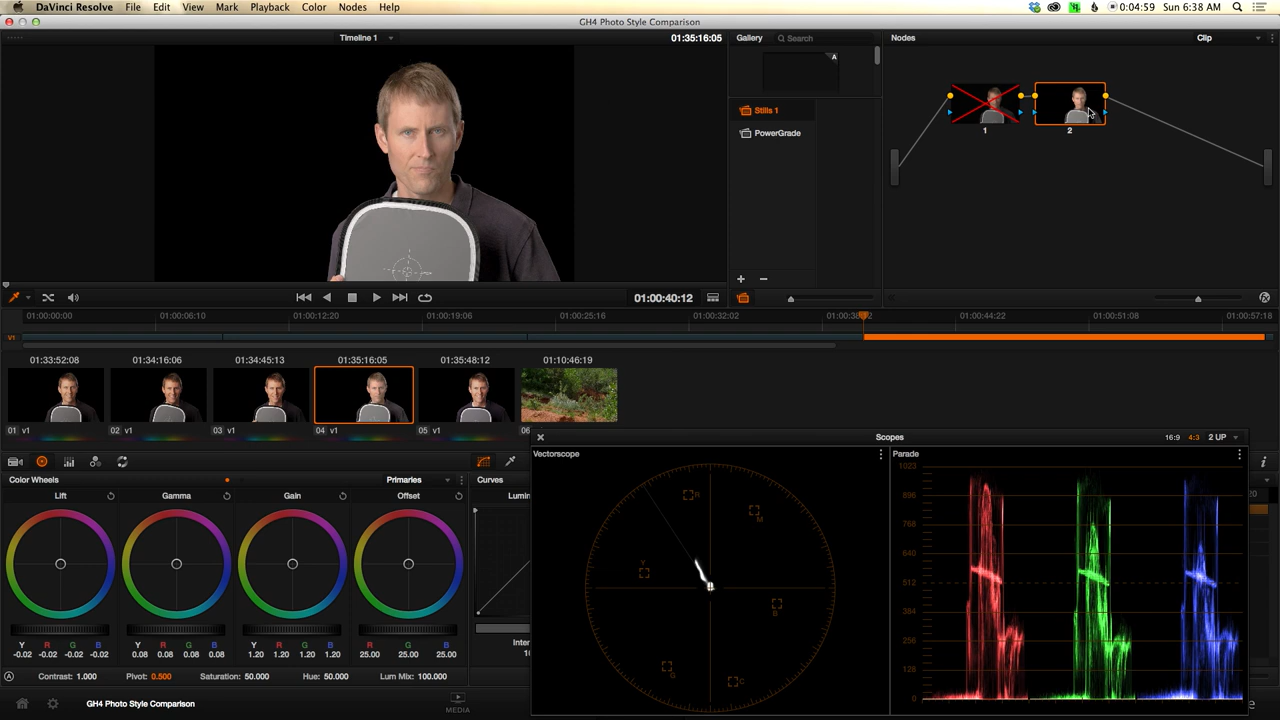 DaVinci Resolve File Edit View Mark Playback Color Nodes Help 0:04:59 Sun 6:38 AM
GH4 Photo Style Comparison
Timeline 1 01:35:16:05 Gallery Search Nodes Clip
A
Stills 1
PowerGrade
1 2
01:00:40:12
01:00:00:00 01:00:06:10 01:00:12:20 01:00:19:06 01:00:25:16 01:00:32:02 01:00:44:22 01:00:51:08 01:00:57:18
V1
01:33:52:08 01:34:16:06 01:34:45:13 01:35:16:05 01:35:48:12 01:10:46:19
01 v1 02 v1 03 v1 04 v1 05 v1 06
Scopes 16:9 4:3 2 UP
Vectorscope Parade
1023
896
768
640
512
384
256
128
0
R M Y B G C
Color Wheels Primaries Curves
Lift Gamma Gain Offset
Y R G B Y R G B Y R G B R G B
-0.02 -0.02 -0.02 -0.02 0.08 0.08 0.08 0.08 1.20 1.20 1.20 1.20 25.00 25.00 25.00
A Contrast: 1.000 Pivot: 0.500 Saturation: 50.000 Hue: 50.000 Lum Mix: 100.000
GH4 Photo Style Comparison MEDIA